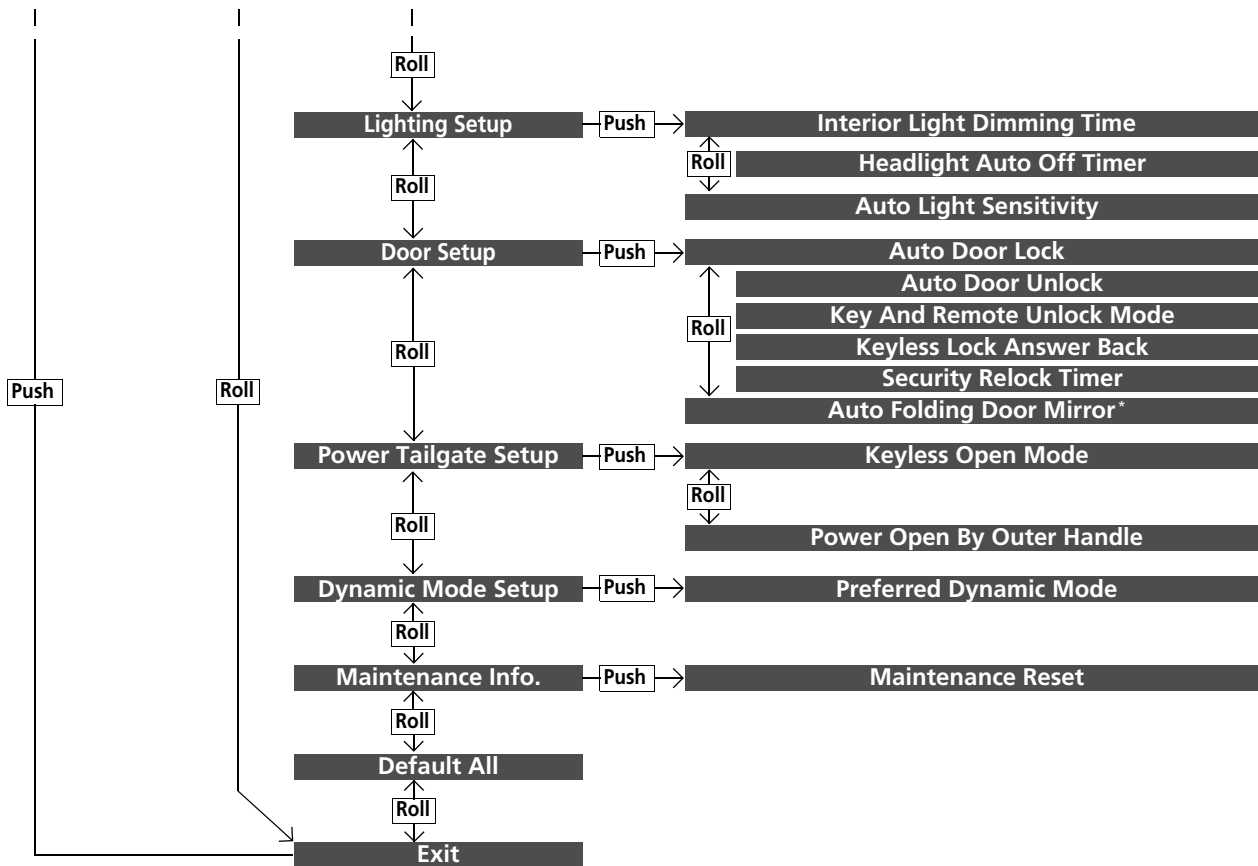 Roll
Lighting Setup Push Interior Light Dimming Time
Roll Headlight Auto Off Timer
Roll
Auto Light Sensitivity
Door Setup Push Auto Door Lock
Auto Door Unlock
Key And Remote Unlock Mode
Roll
Roll
Keyless Lock Answer Back
Security Relock Timer
Push Roll
Auto Folding Door Mirror*
Power Tailgate Setup Push Keyless Open Mode
Roll
Roll
Power Open By Outer Handle
Dynamic Mode Setup Push Preferred Dynamic Mode
Roll
Maintenance Info. Push Maintenance Reset
Roll
Default All
Roll
Exit